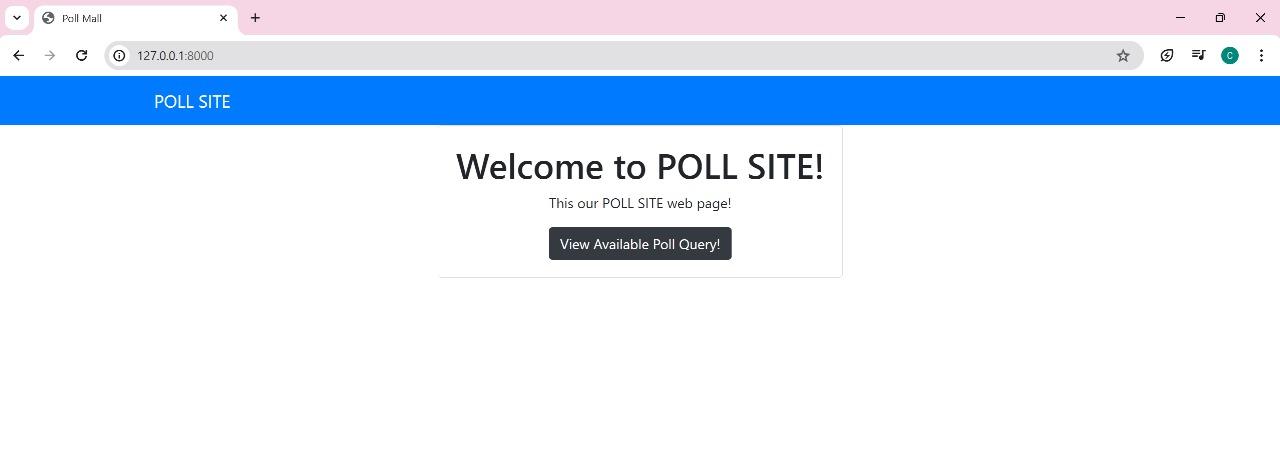 Poll Mall
127.0.0.1:8000
C
POLL SITE
Welcome to POLL SITE!
This our POLL SITE web page!
View Available Poll Query!